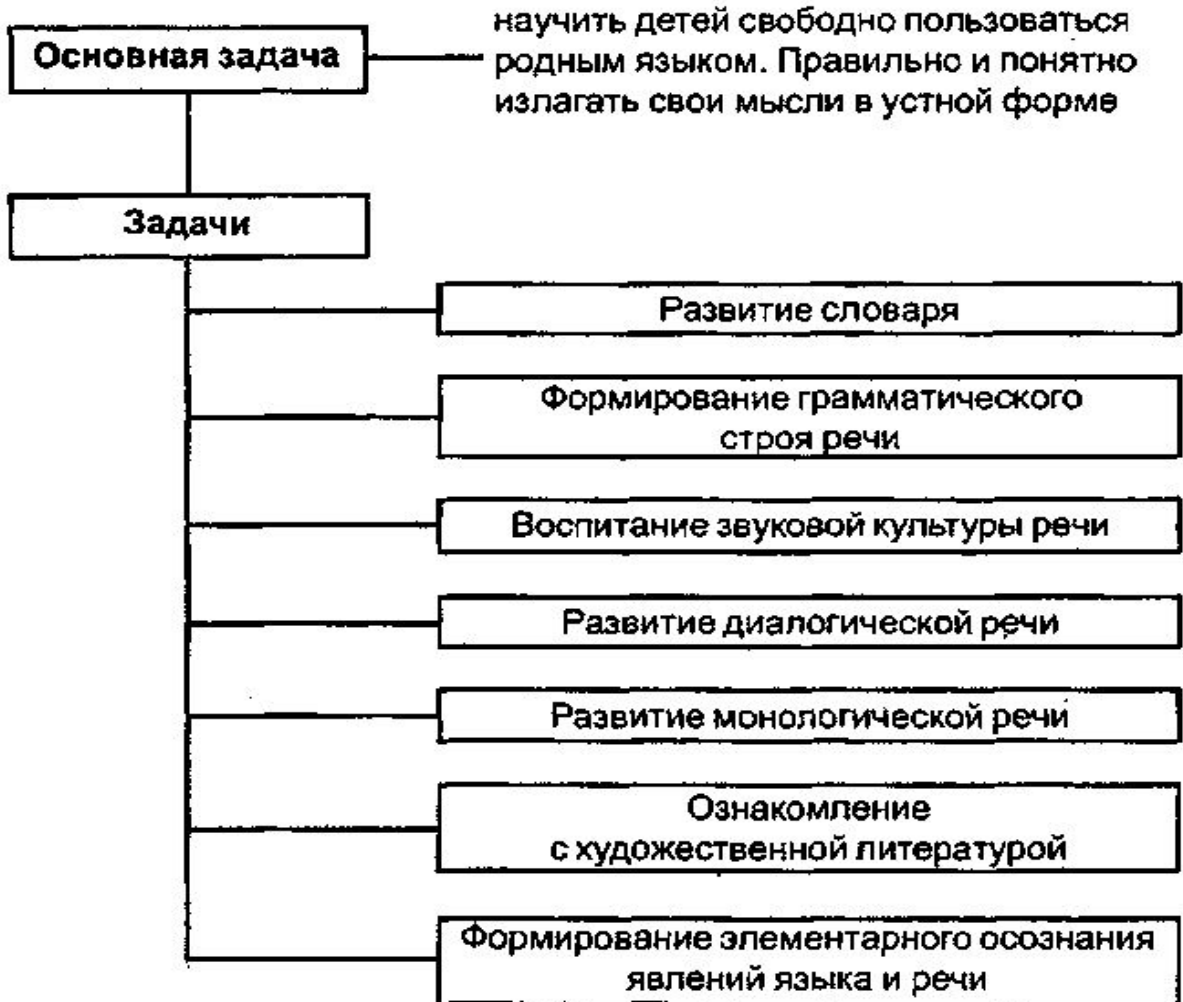 научить детей свободно пользоваться
Основная задача
родным языком. Правильно и понятно
излагать свои мысли в устной форме
Задачи
Развитие словаря
Формирование грамматического
строя речи
Воспитание звуковой культуры речи
Развитие диалогической речи
Развитие монологической речи
Ознакомление
с художественной литературой
Формирование элементарного осознания
явлений языка и речи